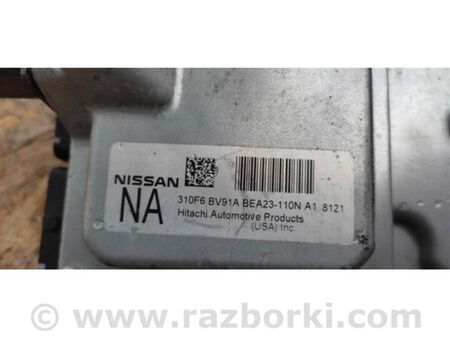 NISSAN
NA
310F6 BV91A BEA23-110N A1 8121
Hitachi Automotive Products
(USA) Inc
© www.razborki.com